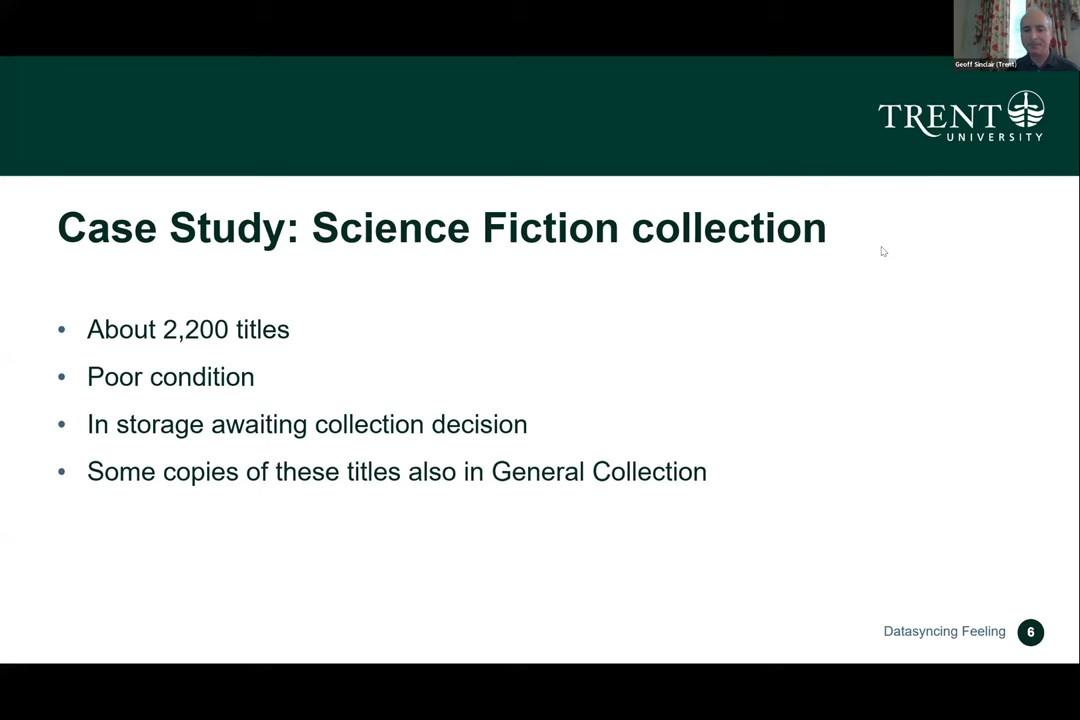 Geoff Sinclair (Trent)
TRENT
UNIVERSITY
Case Study: Science Fiction collection
• About 2,200 titles
• Poor condition
• In storage awaiting collection decision
• Some copies of these titles also in General Collection
Datasyncing Feeling 6